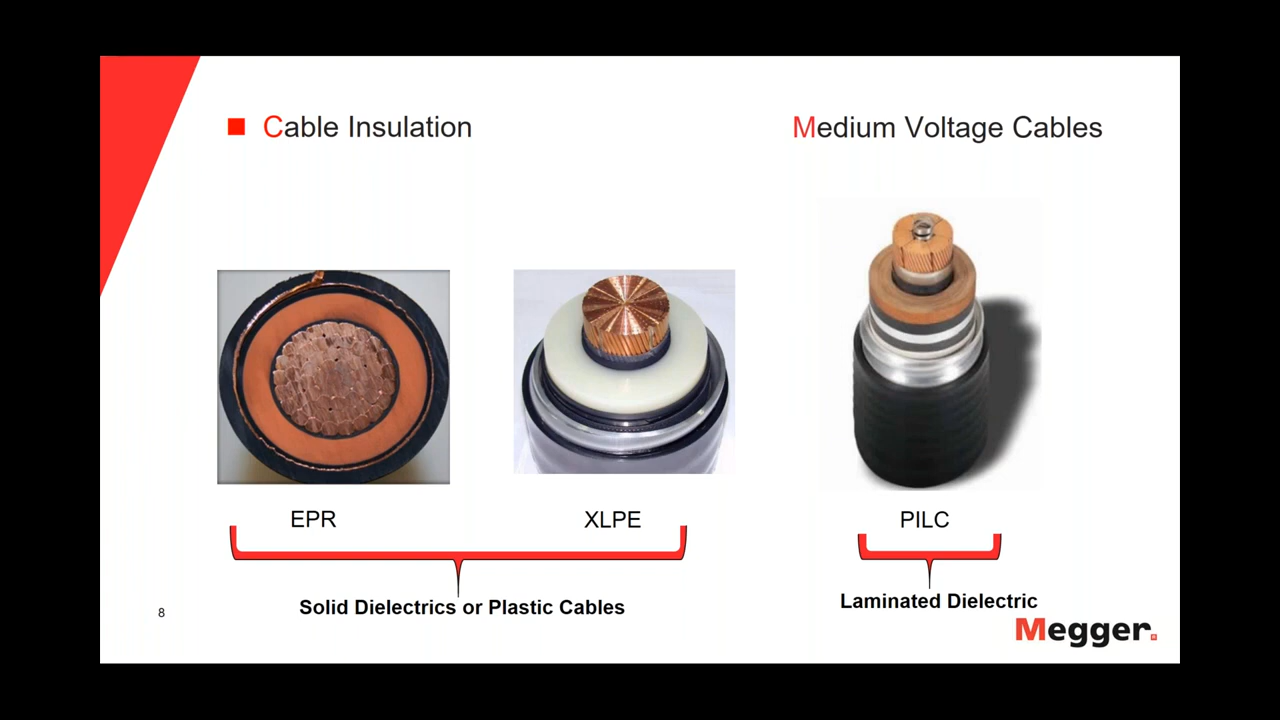 Cable Insulation
Medium Voltage Cables
EPR
XLPE
PILC
Solid Dielectrics or Plastic Cables
Laminated Dielectric
8
Megger.